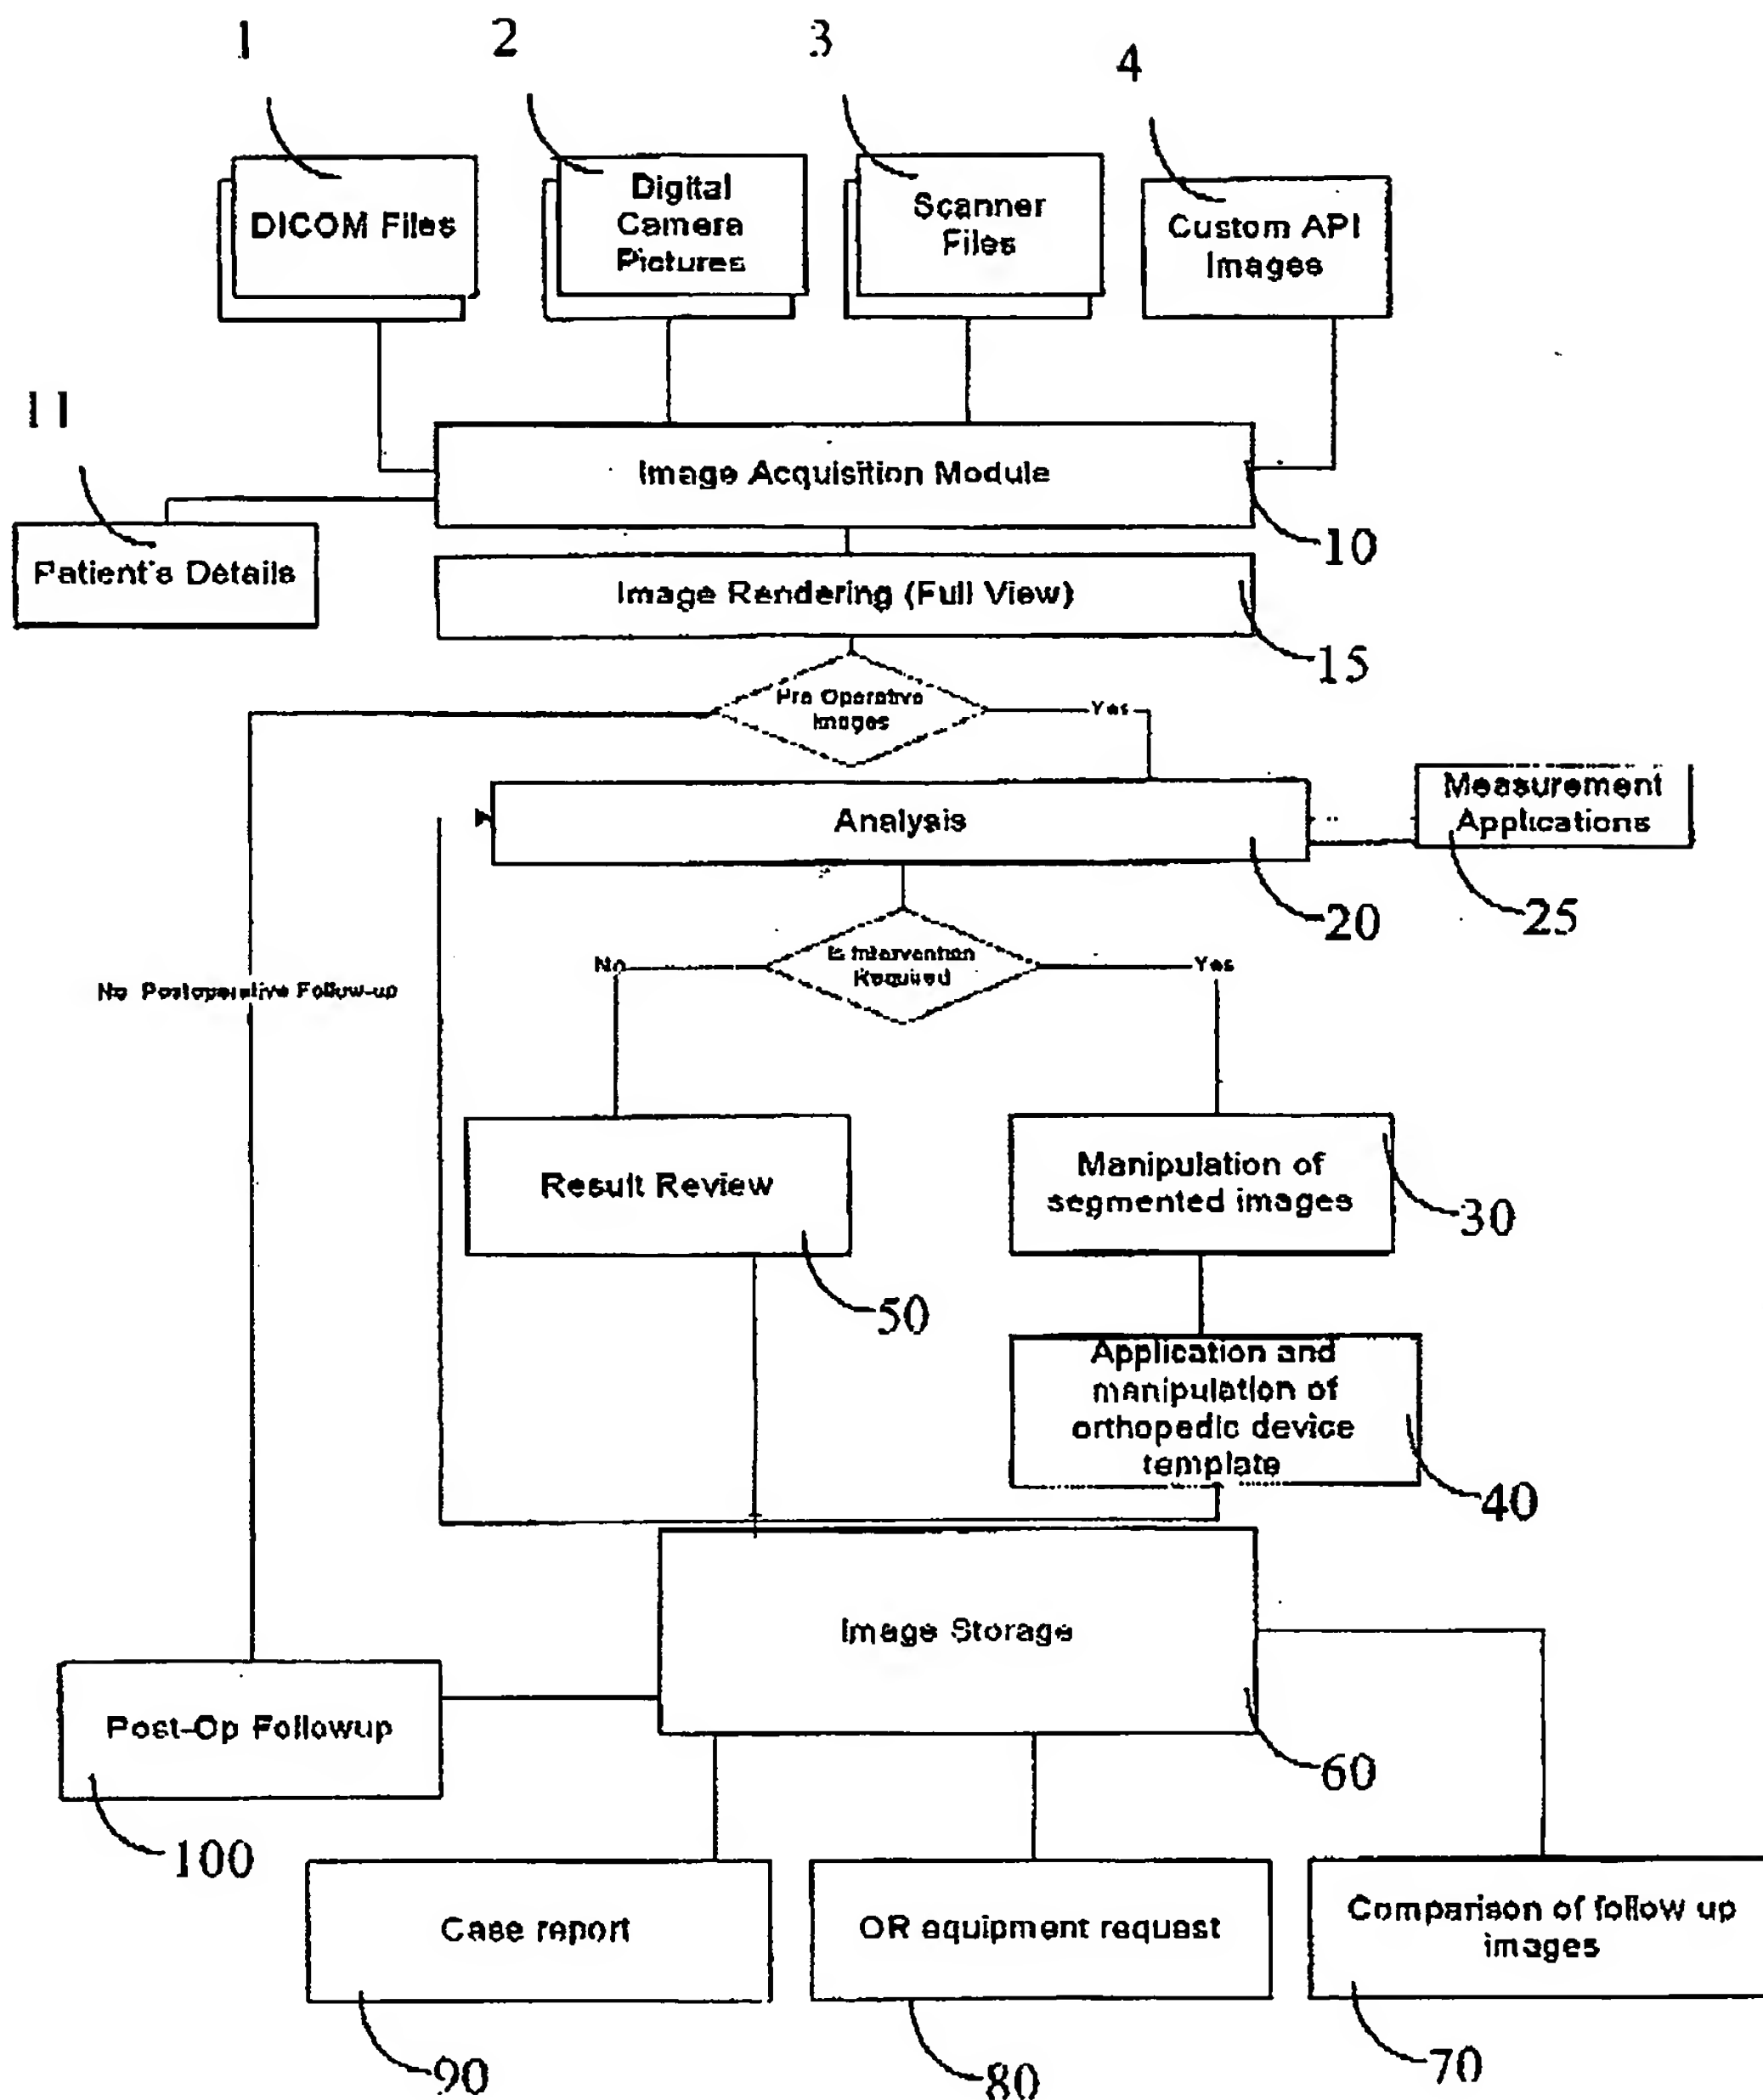 1
2
3
4
DICOM Files
Digital
Camera
Pictures
Scanner
Files
Custom API
Images
11
Image Acquisition Module
10
Patient's Details
Image Rendering (Full View)
15
Pre Operative
Images
Yes
Measurement
Applications
Analysis
20
25
Is Intervention
Required
No
Yes
No Postoperative Follow-up
Result Review
Manipulation of
segmented images
30
50
Application and
manipulation of
orthopedic device
template
40
Image Storage
Post-Op Followup
60
100
Case report
OR equipment request
Comparison of follow up
images
90
80
70